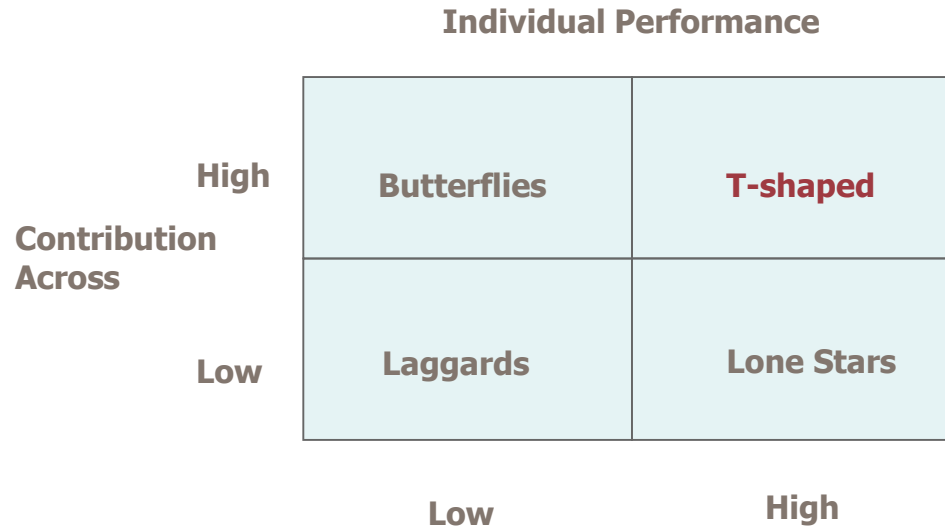 Individual Performance
High
Butterflies
T-shaped
Contribution
Across
Low
Laggards
Lone Stars
Low
High